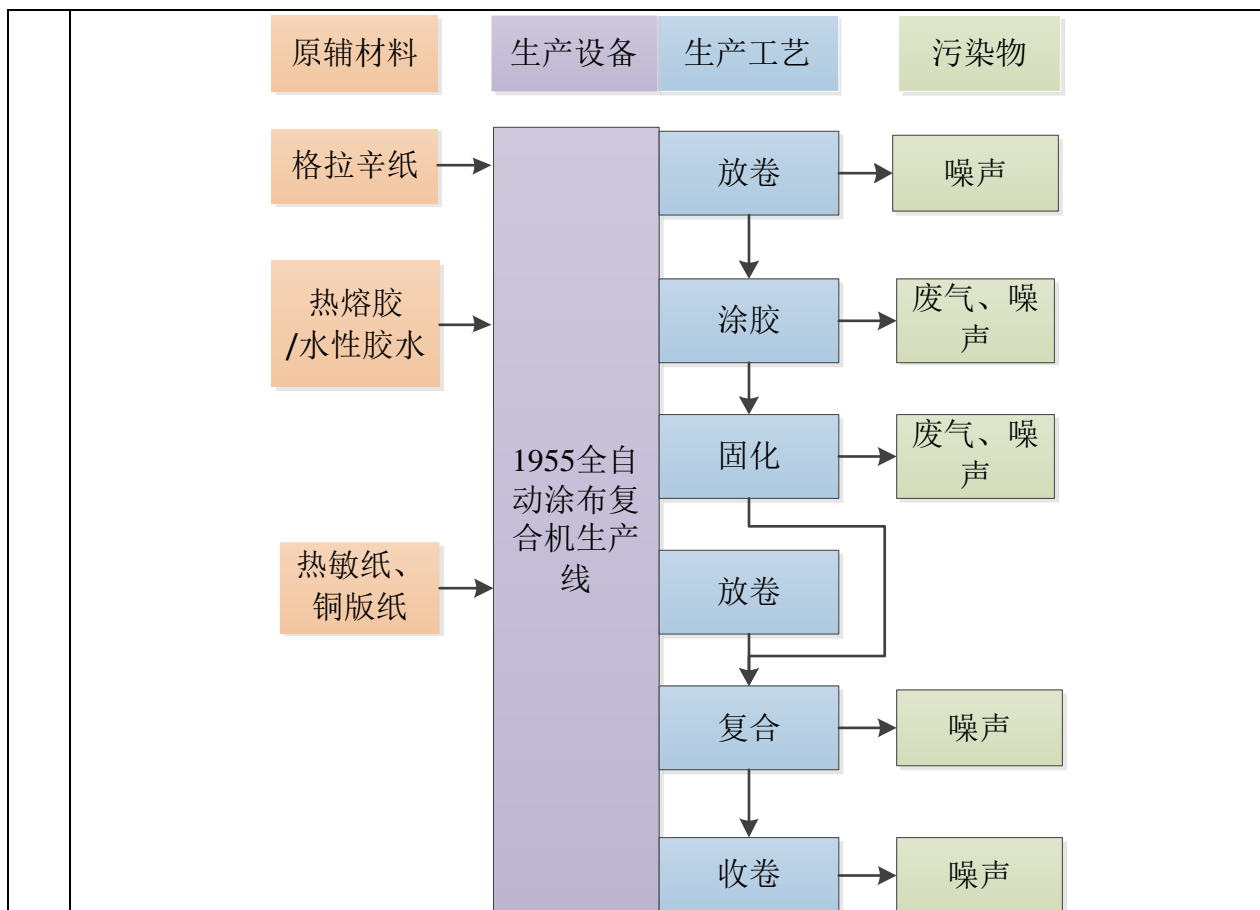 原辅材料
生产设备
生产工艺
污染物
格拉辛纸
放卷
噪声
热熔胶
/水性胶水
涂胶
废气、噪
声
固化
废气、噪
声
1955全自
动涂布复
合机生产
线
热敏纸、
铜版纸
放卷
复合
噪声
收卷
噪声